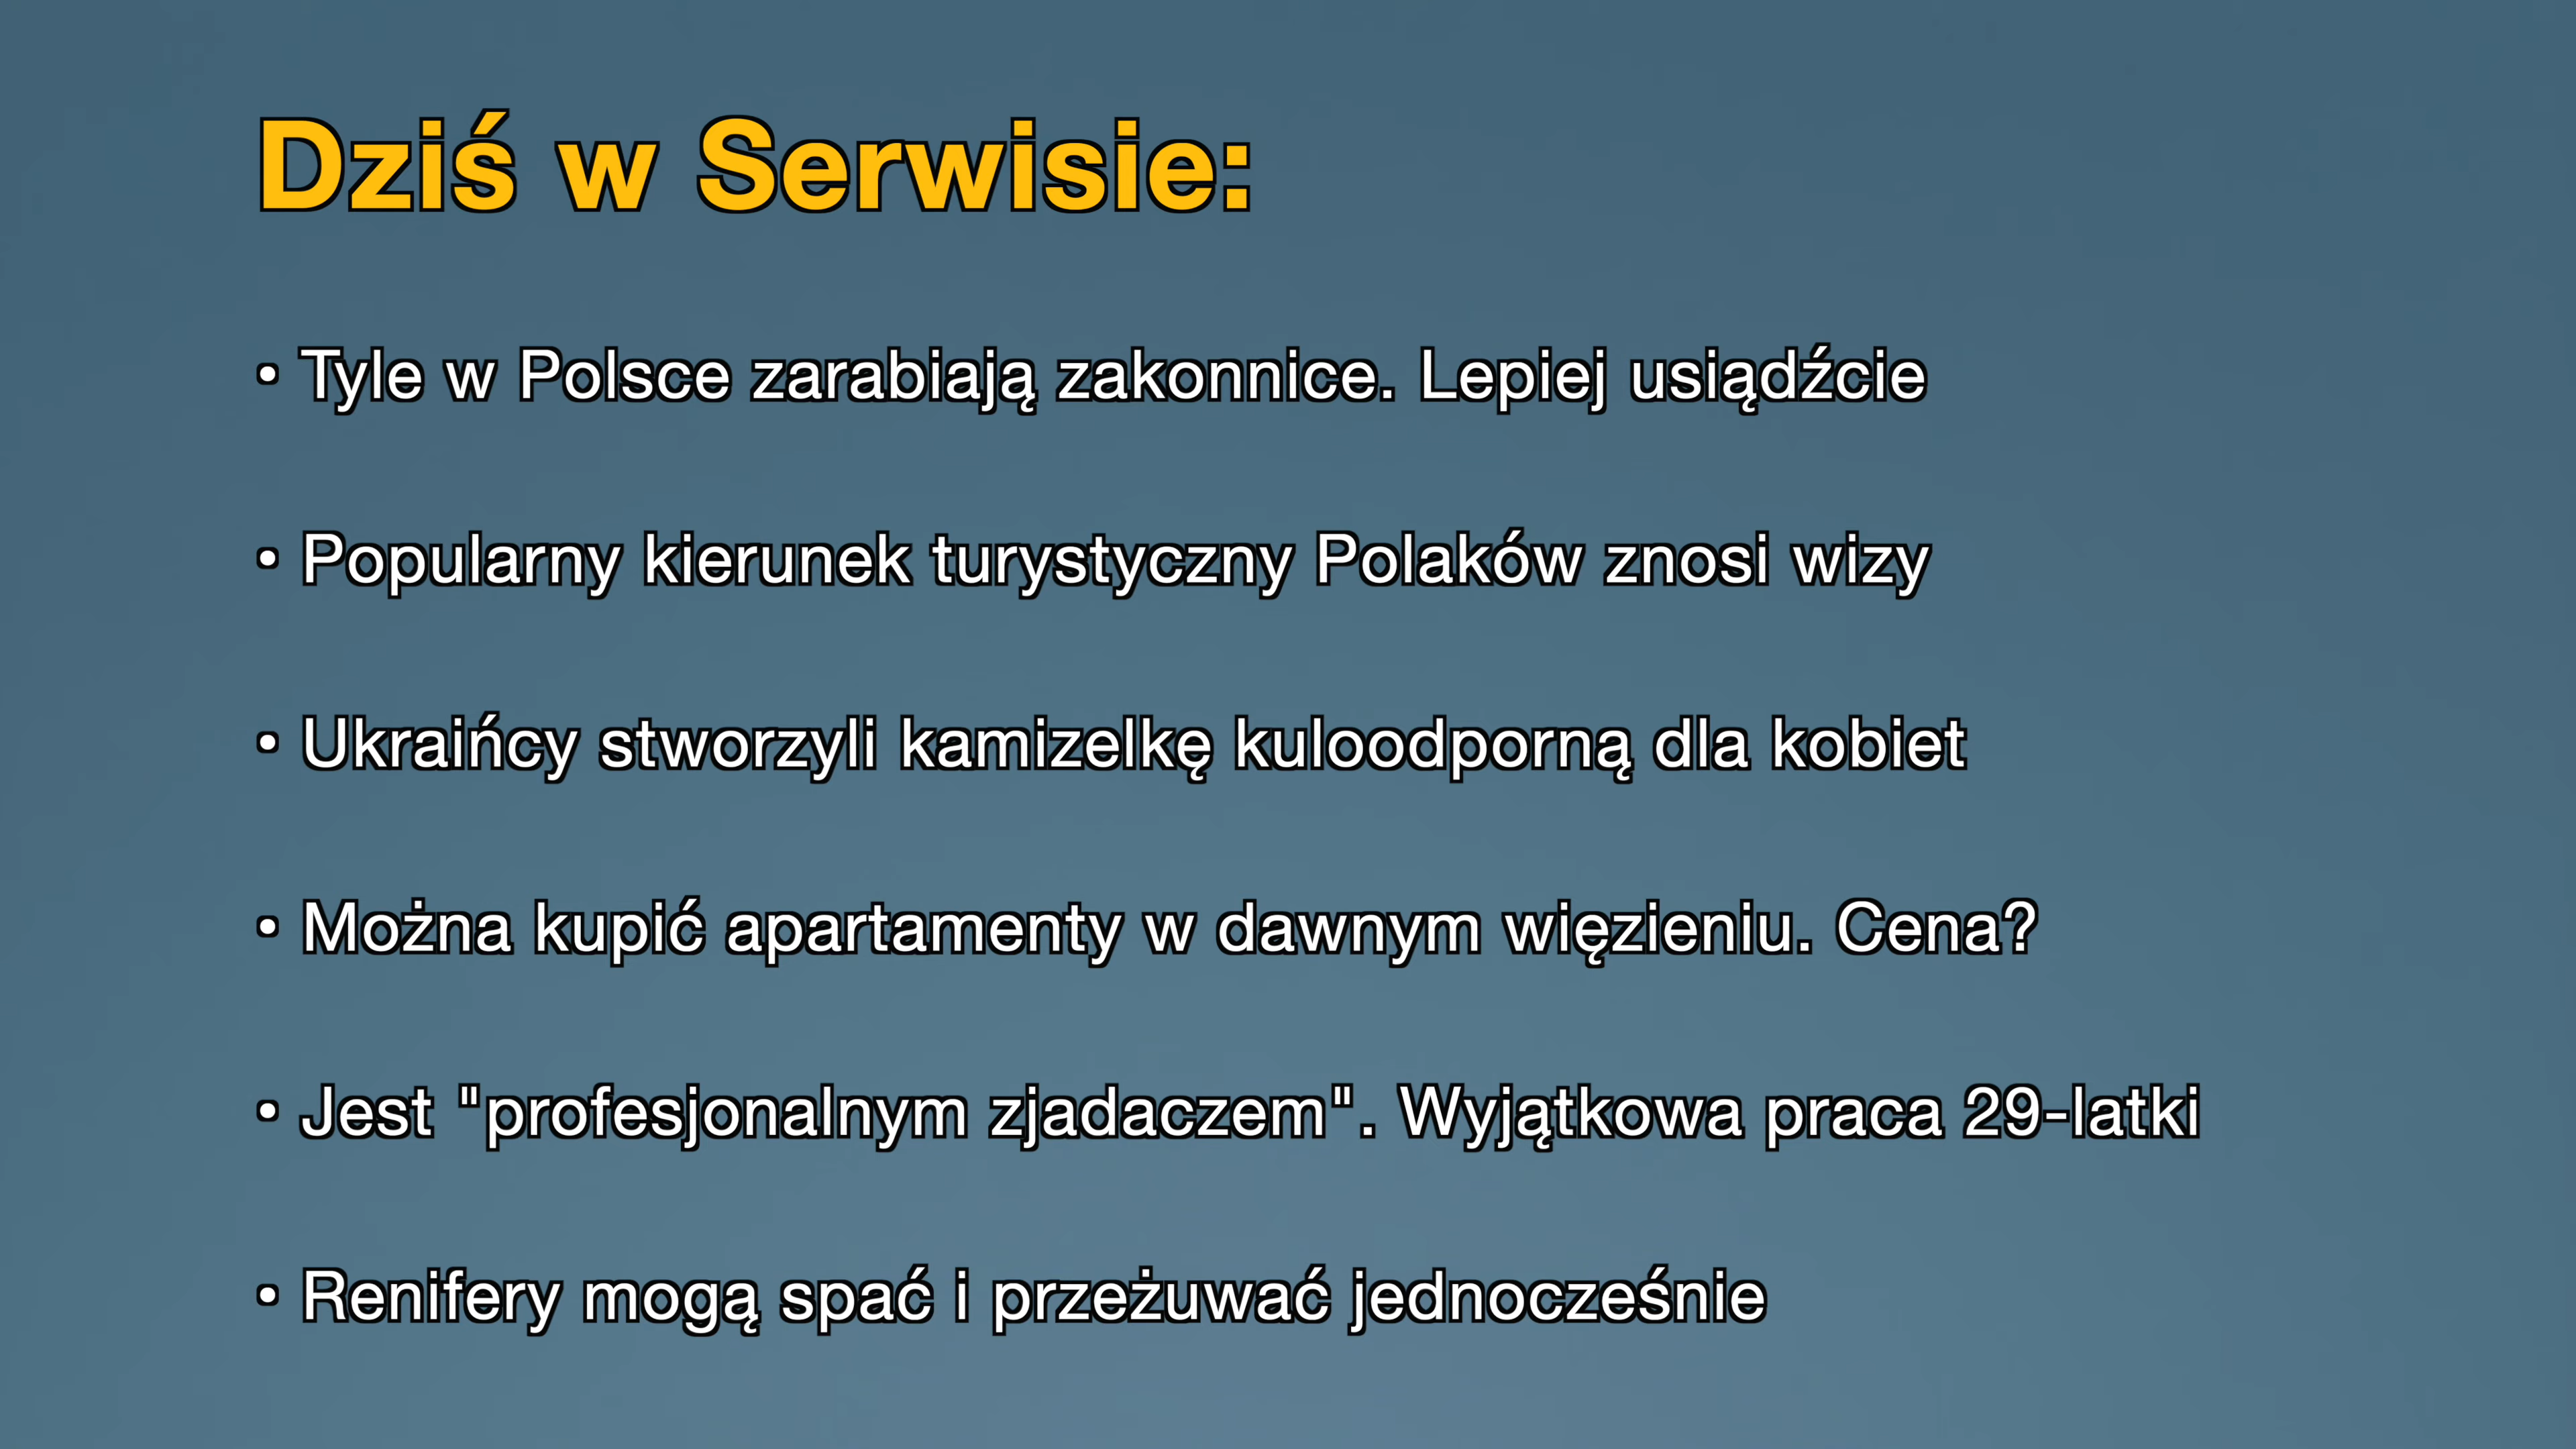 Dziś w Serwisie:
• Tyle w Polsce zarabiają zakonnice. Lepiej usiądźcie
• Popularny kierunek turystyczny Polaków znosi wizy
• Ukraińcy stworzyli kamizelkę kuloodporną dla kobiet
• Można kupić apartamenty w dawnym więzieniu. Cena?
• Jest "profesjonalnym zjadaczem". Wyjątkowa praca 29-latki
• Renifery mogą spać i przeżuwać jednocześnie